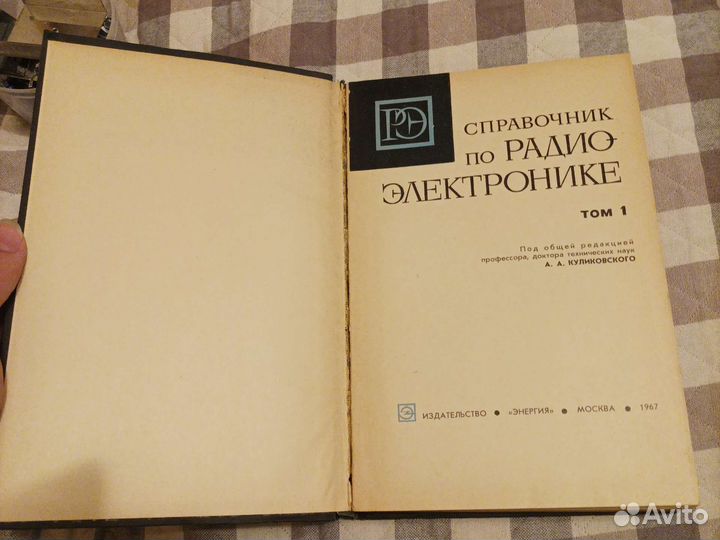 РЭ
СПРАВОЧНИК
ПО РАДИО-
ЭЛЕКТРОНИКЕ
ТОМ 1
Под общей редакцией
профессора, доктора технических наук
А. А. КУЛИКОВСКОГО
Э ИЗДАТЕЛЬСТВО • «ЭНЕРГИЯ» • МОСКВА • 1967
Avito